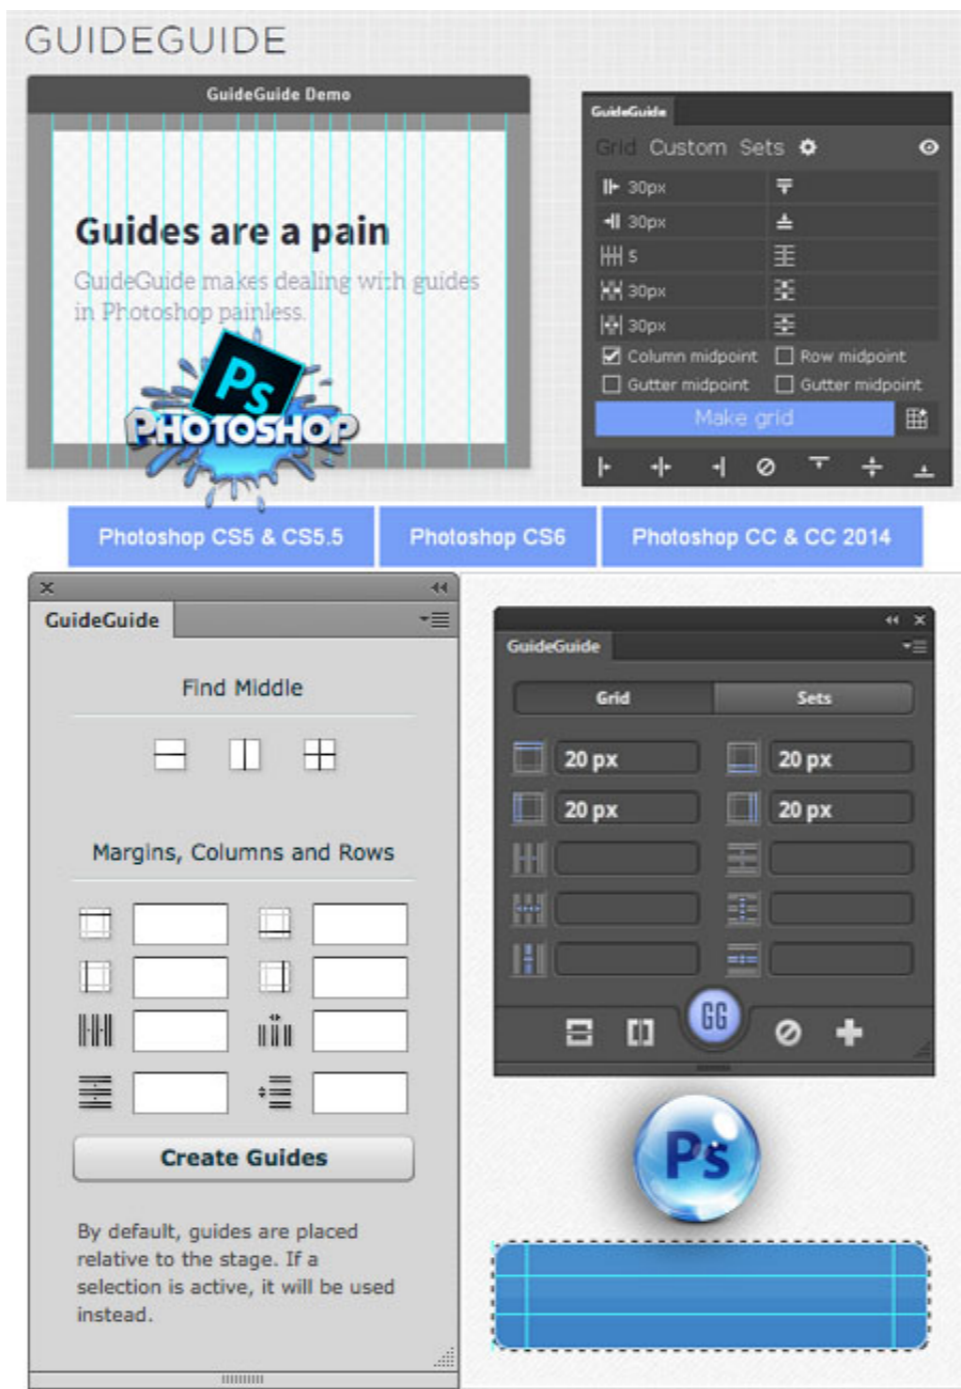 GUIDEGUIDE
GuideGuide Demo
Guides are a pain
GuideGuide makes dealing with guides
in Photoshop painless.
Ps
PHOTOSHOP
GuideGuide
Grid Custom Sets
30px
30px
5
30px
30px
Column midpoint Row midpoint
Gutter midpoint Gutter midpoint
Make grid
Photoshop CS5 & CS5.5 Photoshop CS6 Photoshop CC & CC 2014
GuideGuide
Find Middle
Margins, Columns and Rows
Create Guides
By default, guides are placed
relative to the stage. If a
selection is active, it will be used
instead.
GuideGuide
Grid Sets
20 px 20 px
20 px 20 px
GG
Ps